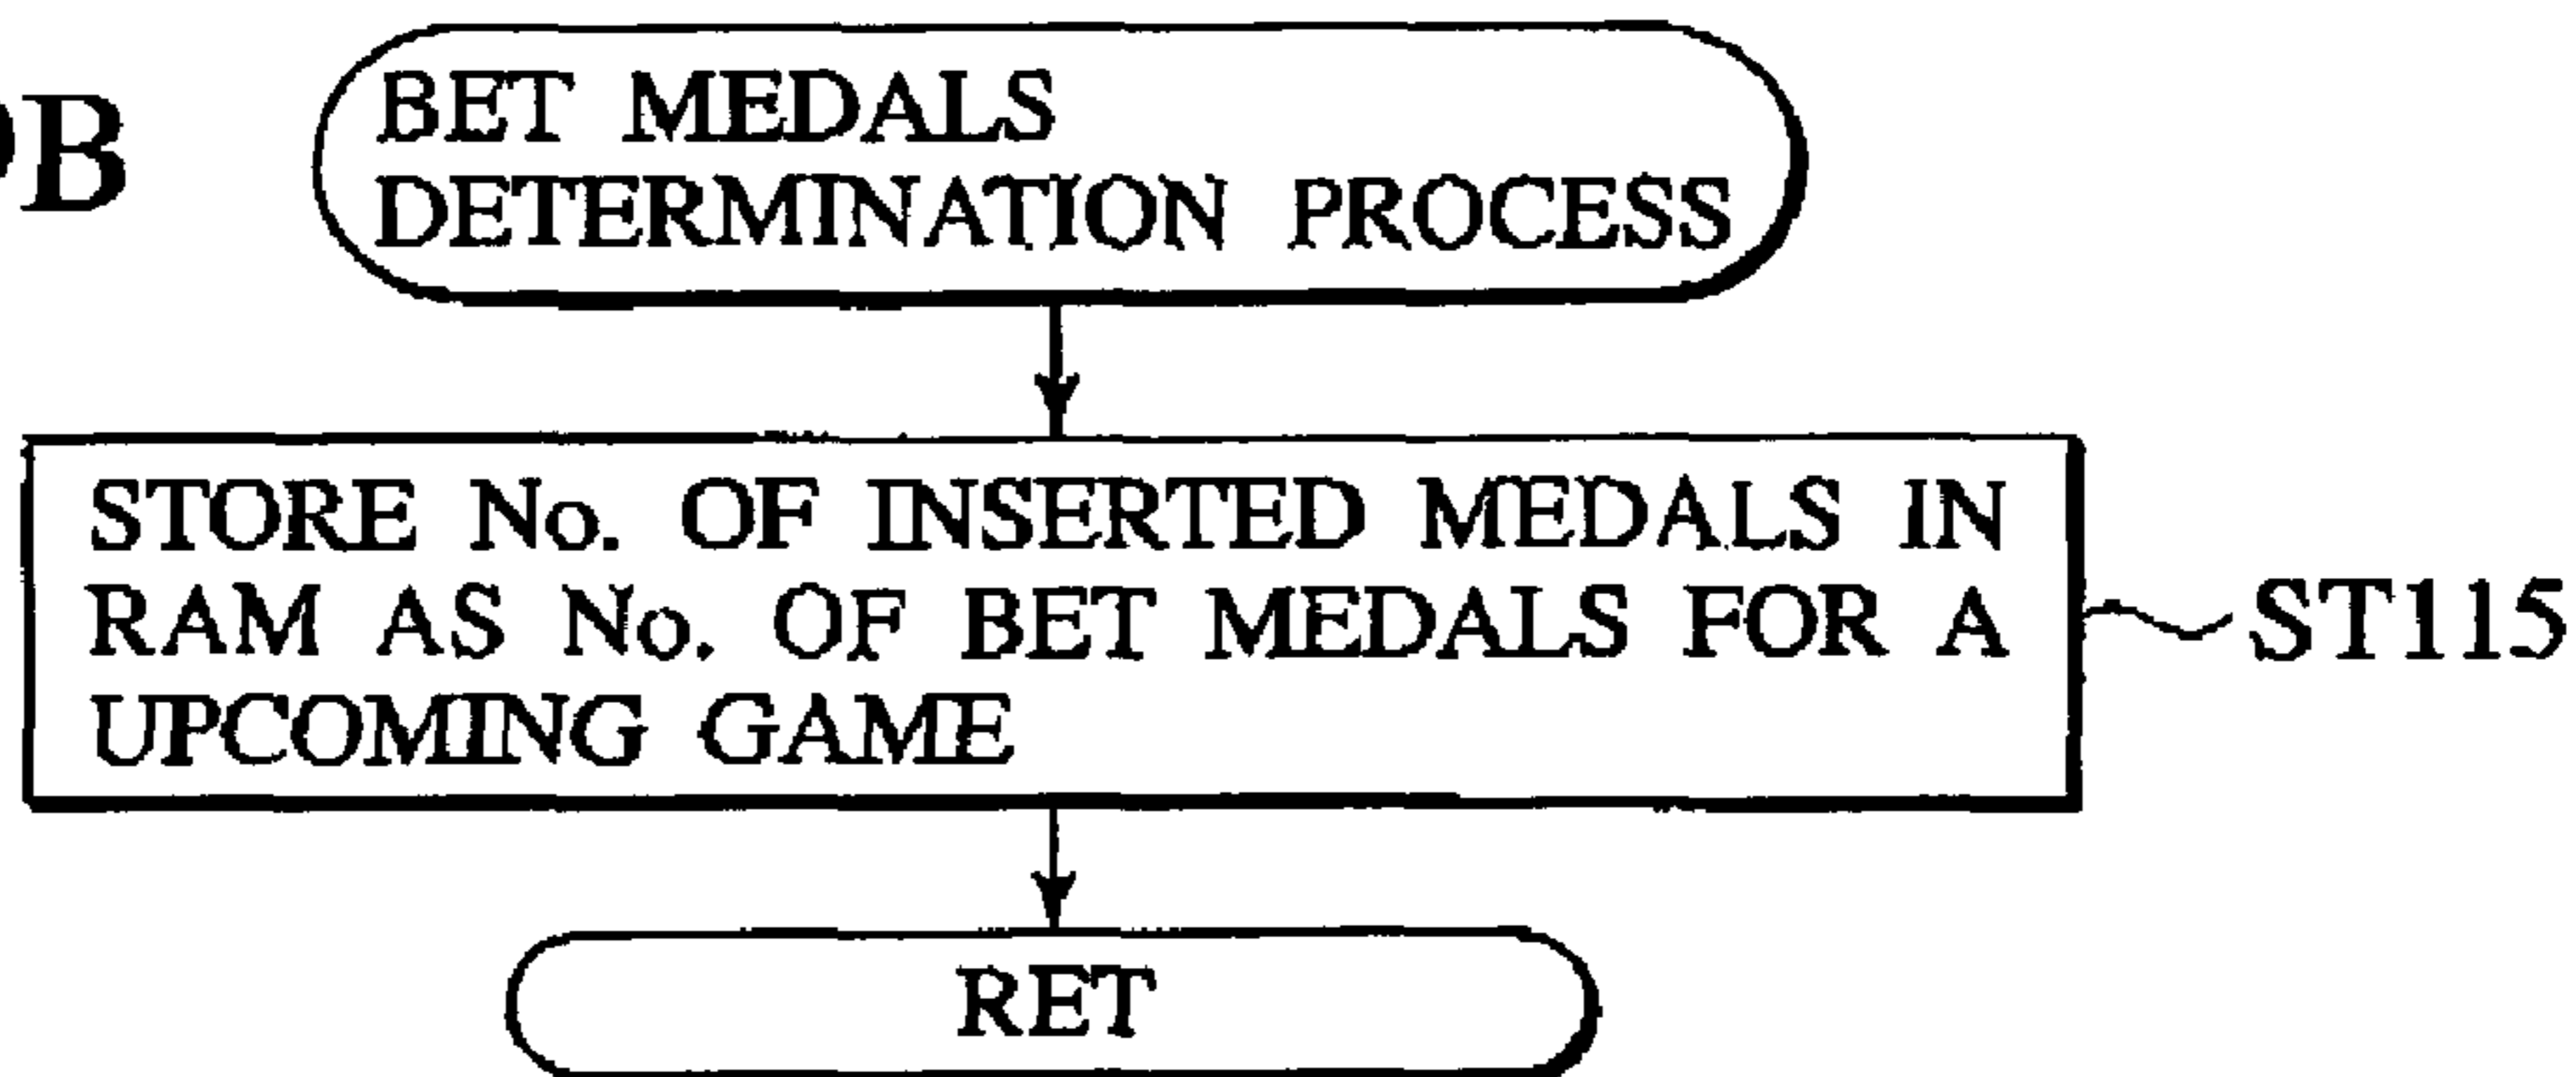 BET MEDALS
DETERMINATION PROCESS
STORE No. OF INSERTED MEDALS IN
RAM AS No. OF BET MEDALS FOR A
UPCOMING GAME
ST115
RET